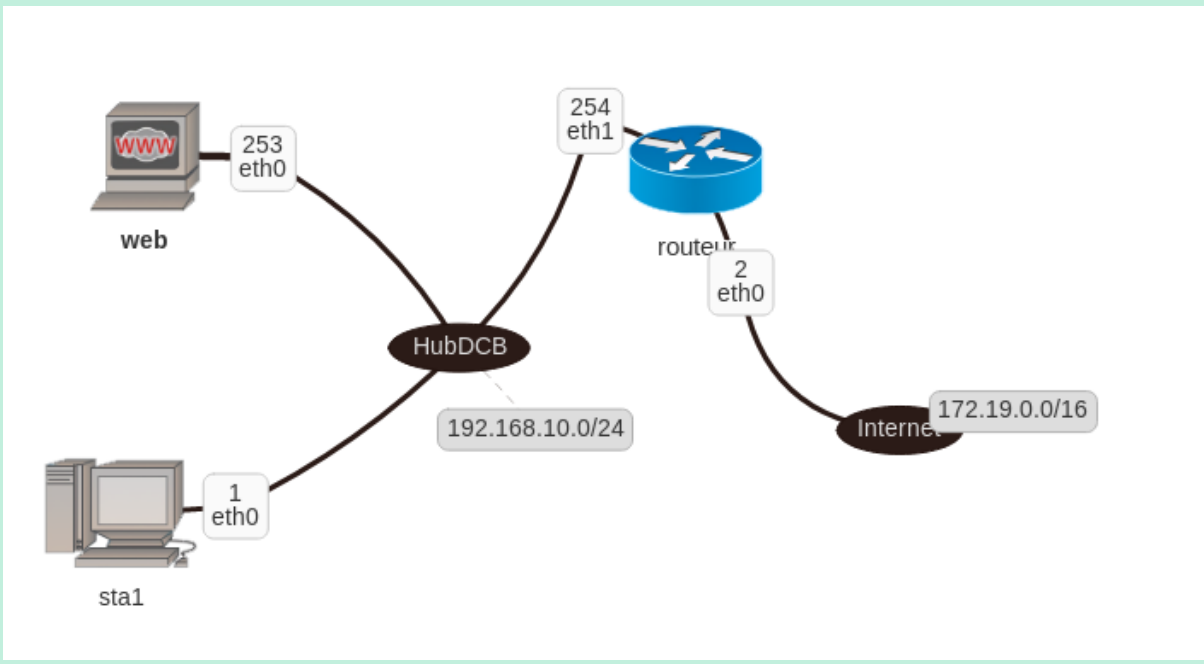 254
eth1
WWW
253
eth0
web
routeur
2
eth0
HubDCB
192.168.10.0/24
172.19.0.0/16
Internet
1
eth0
sta1